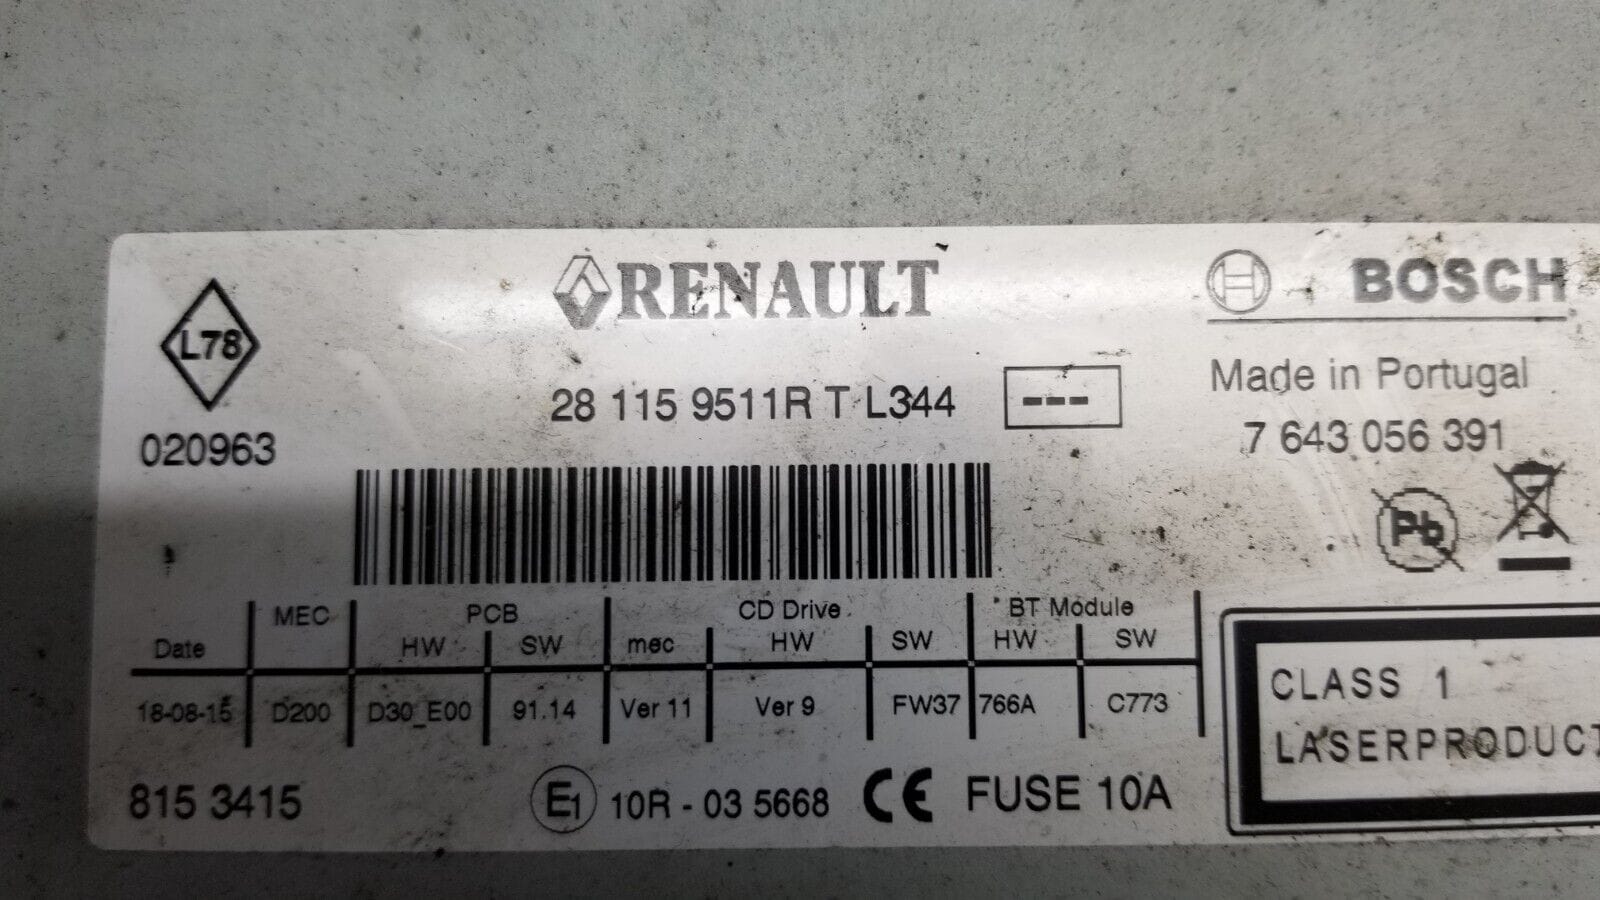 RENAULT
BOSCH
L78
Made in Portugal
28 115 9511R T L344
---
020963
7 643 056 391
Pb
MEC PCB CD Drive BT Module
Date HW SW mec HW SW HW SW
18-08-15 D200 D30_E00 91.14 Ver 11 Ver 9 FW37 766A C773
CLASS 1
LASERPRODUCT
815 3415
E1 10R - 03 5668 CE FUSE 10A